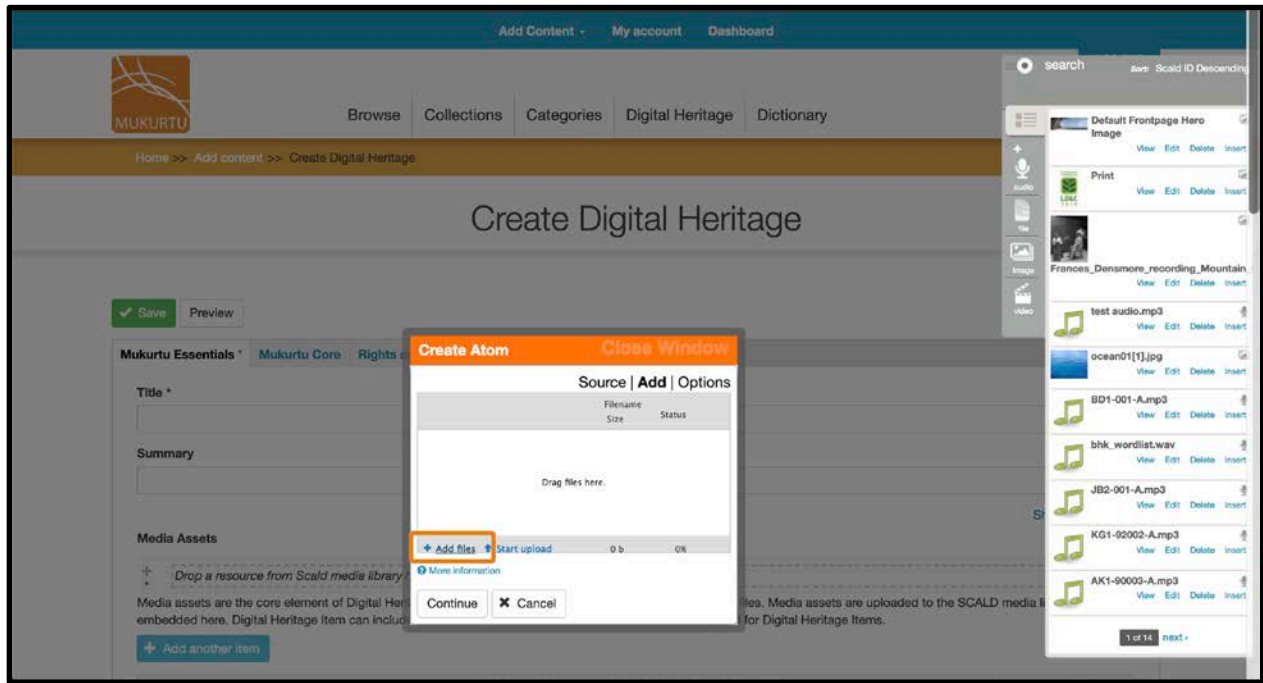 Add Content
My account
Dashboard
MUKURTU
Browse
Collections
Categories
Digital Heritage
Dictionary
Home >> Add content >> Create Digital Heritage
Create Digital Heritage
Save
Preview
Mukurtu Essentials *
Mukurtu Core
Rights
Title *
Summary
Media Assets
Drop a resource from Scald media library
Media assets are the core element of Digital Her
les. Media assets are uploaded to the SCALD media li
embedded here. Digital Heritage Item can includ
for Digital Heritage Items.
+ Add another item
Create Atom
Close Window
Source | Add | Options
Filename
Size
Status
Drag files here.
+ Add files
Start upload
0 b
0%
More information
Continue
Cancel
search
Sort: Scald ID Descending
audio
file
image
video
Default Frontpage Hero
Image
View Edit Delete Insert
Print
View Edit Delete Insert
Frances_Densmore_recording_Mountain
View Edit Delete Insert
test audio.mp3
View Edit Delete Insert
ocean01[1].jpg
View Edit Delete Insert
BD1-001-A.mp3
View Edit Delete Insert
bhk_wordlist.wav
View Edit Delete Insert
JB2-001-A.mp3
View Edit Delete Insert
KG1-92002-A.mp3
View Edit Delete Insert
AK1-90003-A.mp3
View Edit Delete Insert
1 of 14 next ›